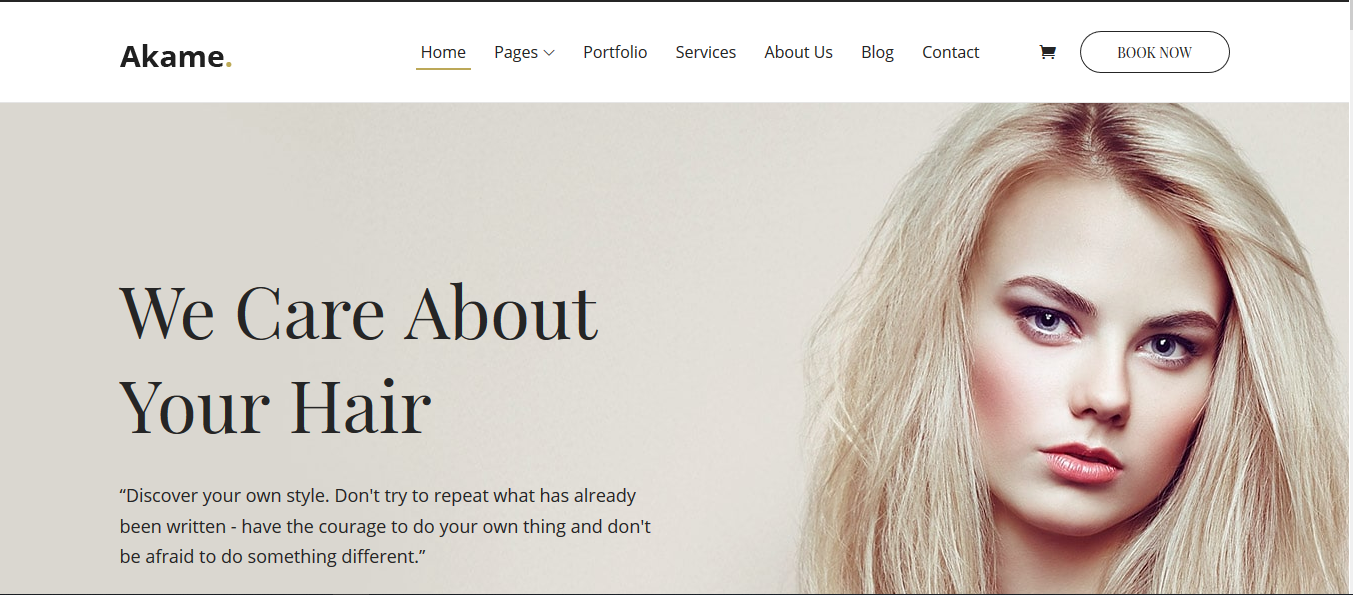 Akame.
Home Pages Portfolio Services About Us Blog Contact BOOK NOW
We Care About
Your Hair
“Discover your own style. Don't try to repeat what has already
been written - have the courage to do your own thing and don't
be afraid to do something different.”